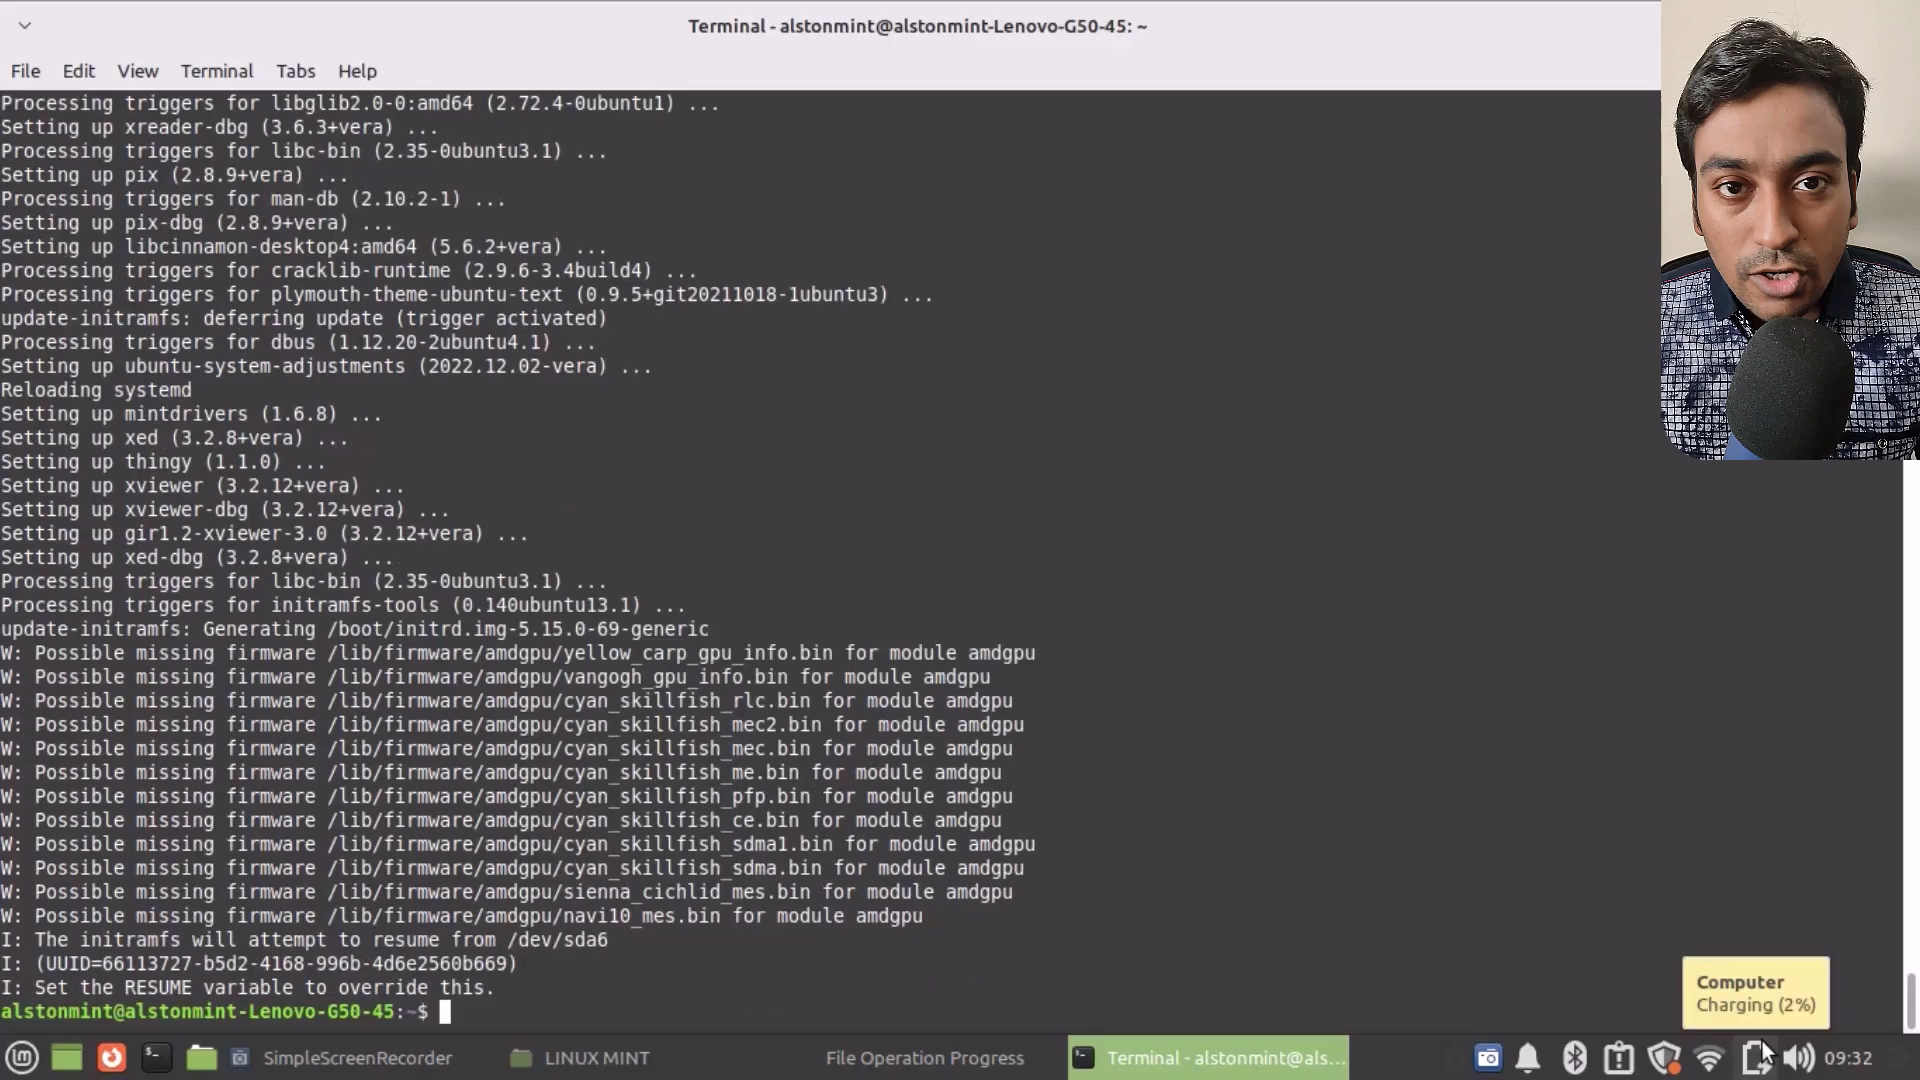 Terminal - alstonmint@alstonmint-Lenovo-G50-45: ~
File Edit View Terminal Tabs Help
Processing triggers for libglib2.0-0:amd64 (2.72.4-0ubuntu1) ...
Setting up xreader-dbg (3.6.3+vera) ...
Processing triggers for libc-bin (2.35-0ubuntu3.1) ...
Setting up pix (2.8.9+vera) ...
Processing triggers for man-db (2.10.2-1) ...
Setting up pix-dbg (2.8.9+vera) ...
Setting up libcinnamon-desktop4:amd64 (5.6.2+vera) ...
Processing triggers for cracklib-runtime (2.9.6-3.4build4) ...
Processing triggers for plymouth-theme-ubuntu-text (0.9.5+git20211018-1ubuntu3) ...
update-initramfs: deferring update (trigger activated)
Processing triggers for dbus (1.12.20-2ubuntu4.1) ...
Setting up ubuntu-system-adjustments (2022.12.02-vera) ...
Reloading systemd
Setting up mintdrivers (1.6.8) ...
Setting up xed (3.2.8+vera) ...
Setting up thingy (1.1.0) ...
Setting up xviewer (3.2.12+vera) ...
Setting up xviewer-dbg (3.2.12+vera) ...
Setting up gir1.2-xviewer-3.0 (3.2.12+vera) ...
Setting up xed-dbg (3.2.8+vera) ...
Processing triggers for libc-bin (2.35-0ubuntu3.1) ...
Processing triggers for initramfs-tools (0.140ubuntu13.1) ...
update-initramfs: Generating /boot/initrd.img-5.15.0-69-generic
W: Possible missing firmware /lib/firmware/amdgpu/yellow_carp_gpu_info.bin for module amdgpu
W: Possible missing firmware /lib/firmware/amdgpu/vangogh_gpu_info.bin for module amdgpu
W: Possible missing firmware /lib/firmware/amdgpu/cyan_skillfish_rlc.bin for module amdgpu
W: Possible missing firmware /lib/firmware/amdgpu/cyan_skillfish_mec2.bin for module amdgpu
W: Possible missing firmware /lib/firmware/amdgpu/cyan_skillfish_mec.bin for module amdgpu
W: Possible missing firmware /lib/firmware/amdgpu/cyan_skillfish_me.bin for module amdgpu
W: Possible missing firmware /lib/firmware/amdgpu/cyan_skillfish_pfp.bin for module amdgpu
W: Possible missing firmware /lib/firmware/amdgpu/cyan_skillfish_ce.bin for module amdgpu
W: Possible missing firmware /lib/firmware/amdgpu/cyan_skillfish_sdma1.bin for module amdgpu
W: Possible missing firmware /lib/firmware/amdgpu/cyan_skillfish_sdma.bin for module amdgpu
W: Possible missing firmware /lib/firmware/amdgpu/sienna_cichlid_mes.bin for module amdgpu
W: Possible missing firmware /lib/firmware/amdgpu/navi10_mes.bin for module amdgpu
I: The initramfs will attempt to resume from /dev/sda6
I: (UUID=66113727-b5d2-4168-996b-4d6e2560b669)
I: Set the RESUME variable to override this.
alstonmint@alstonmint-Lenovo-G50-45:~$
Computer
Charging (2%)
SimpleScreenRecorder LINUX MINT File Operation Progress Terminal - alstonmint@als... 09:32